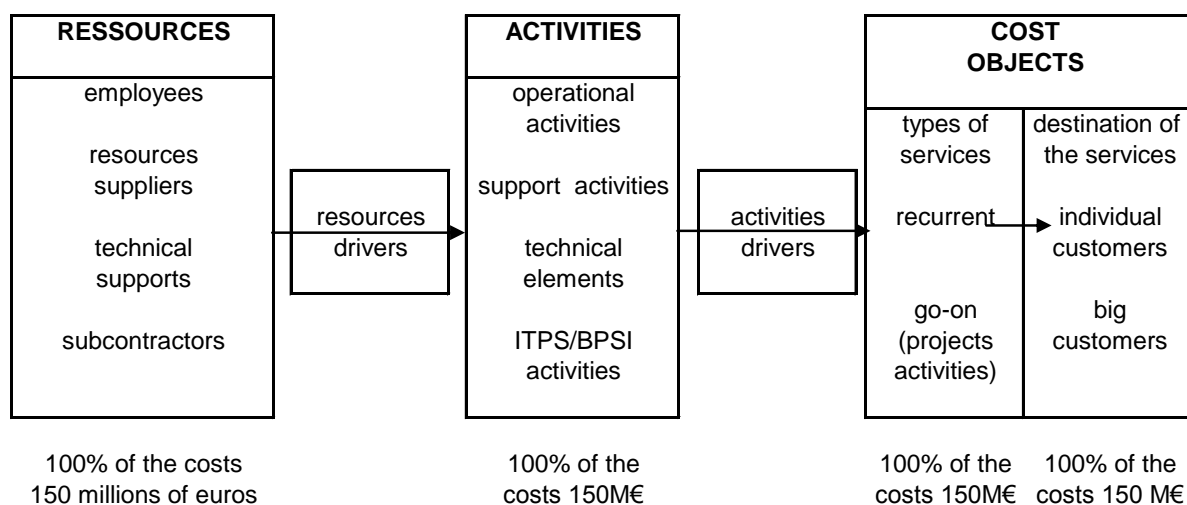 RESSOURCES
employees
resources
suppliers
technical
supports
subcontractors
100% of the costs
150 millions of euros
resources
drivers
ACTIVITIES
operational
activities
support activities
technical
elements
ITPS/BPSI
activities
100% of the
costs 150M€
activities
drivers
COST
OBJECTS
types of
services
recurrent
go-on
(projects
activities)
100% of the
costs 150M€
destination of
the services
individual
customers
big
customers
100% of the
costs 150 M€